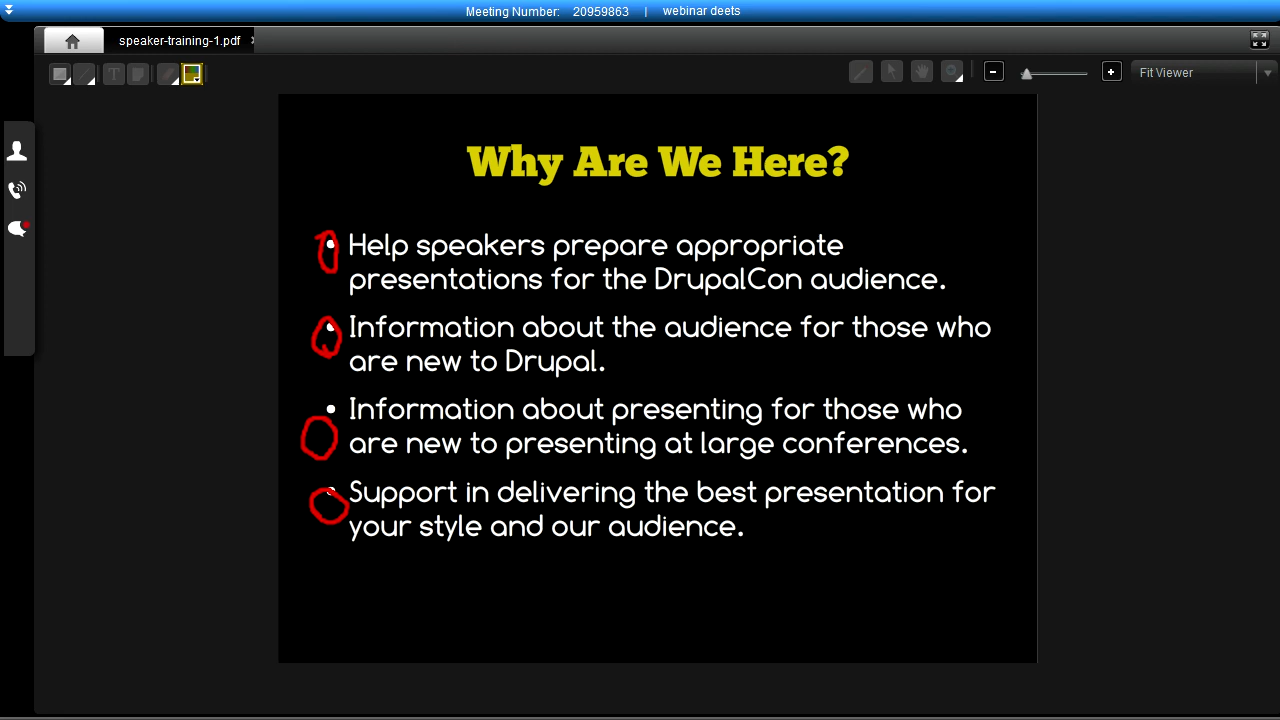 Meeting Number: 20959863 | webinar deets
speaker-training-1.pdf
T
Fit Viewer
Why Are We Here?
• Help speakers prepare appropriate
presentations for the DrupalCon audience.
• Information about the audience for those who
are new to Drupal.
• Information about presenting for those who
are new to presenting at large conferences.
• Support in delivering the best presentation for
your style and our audience.